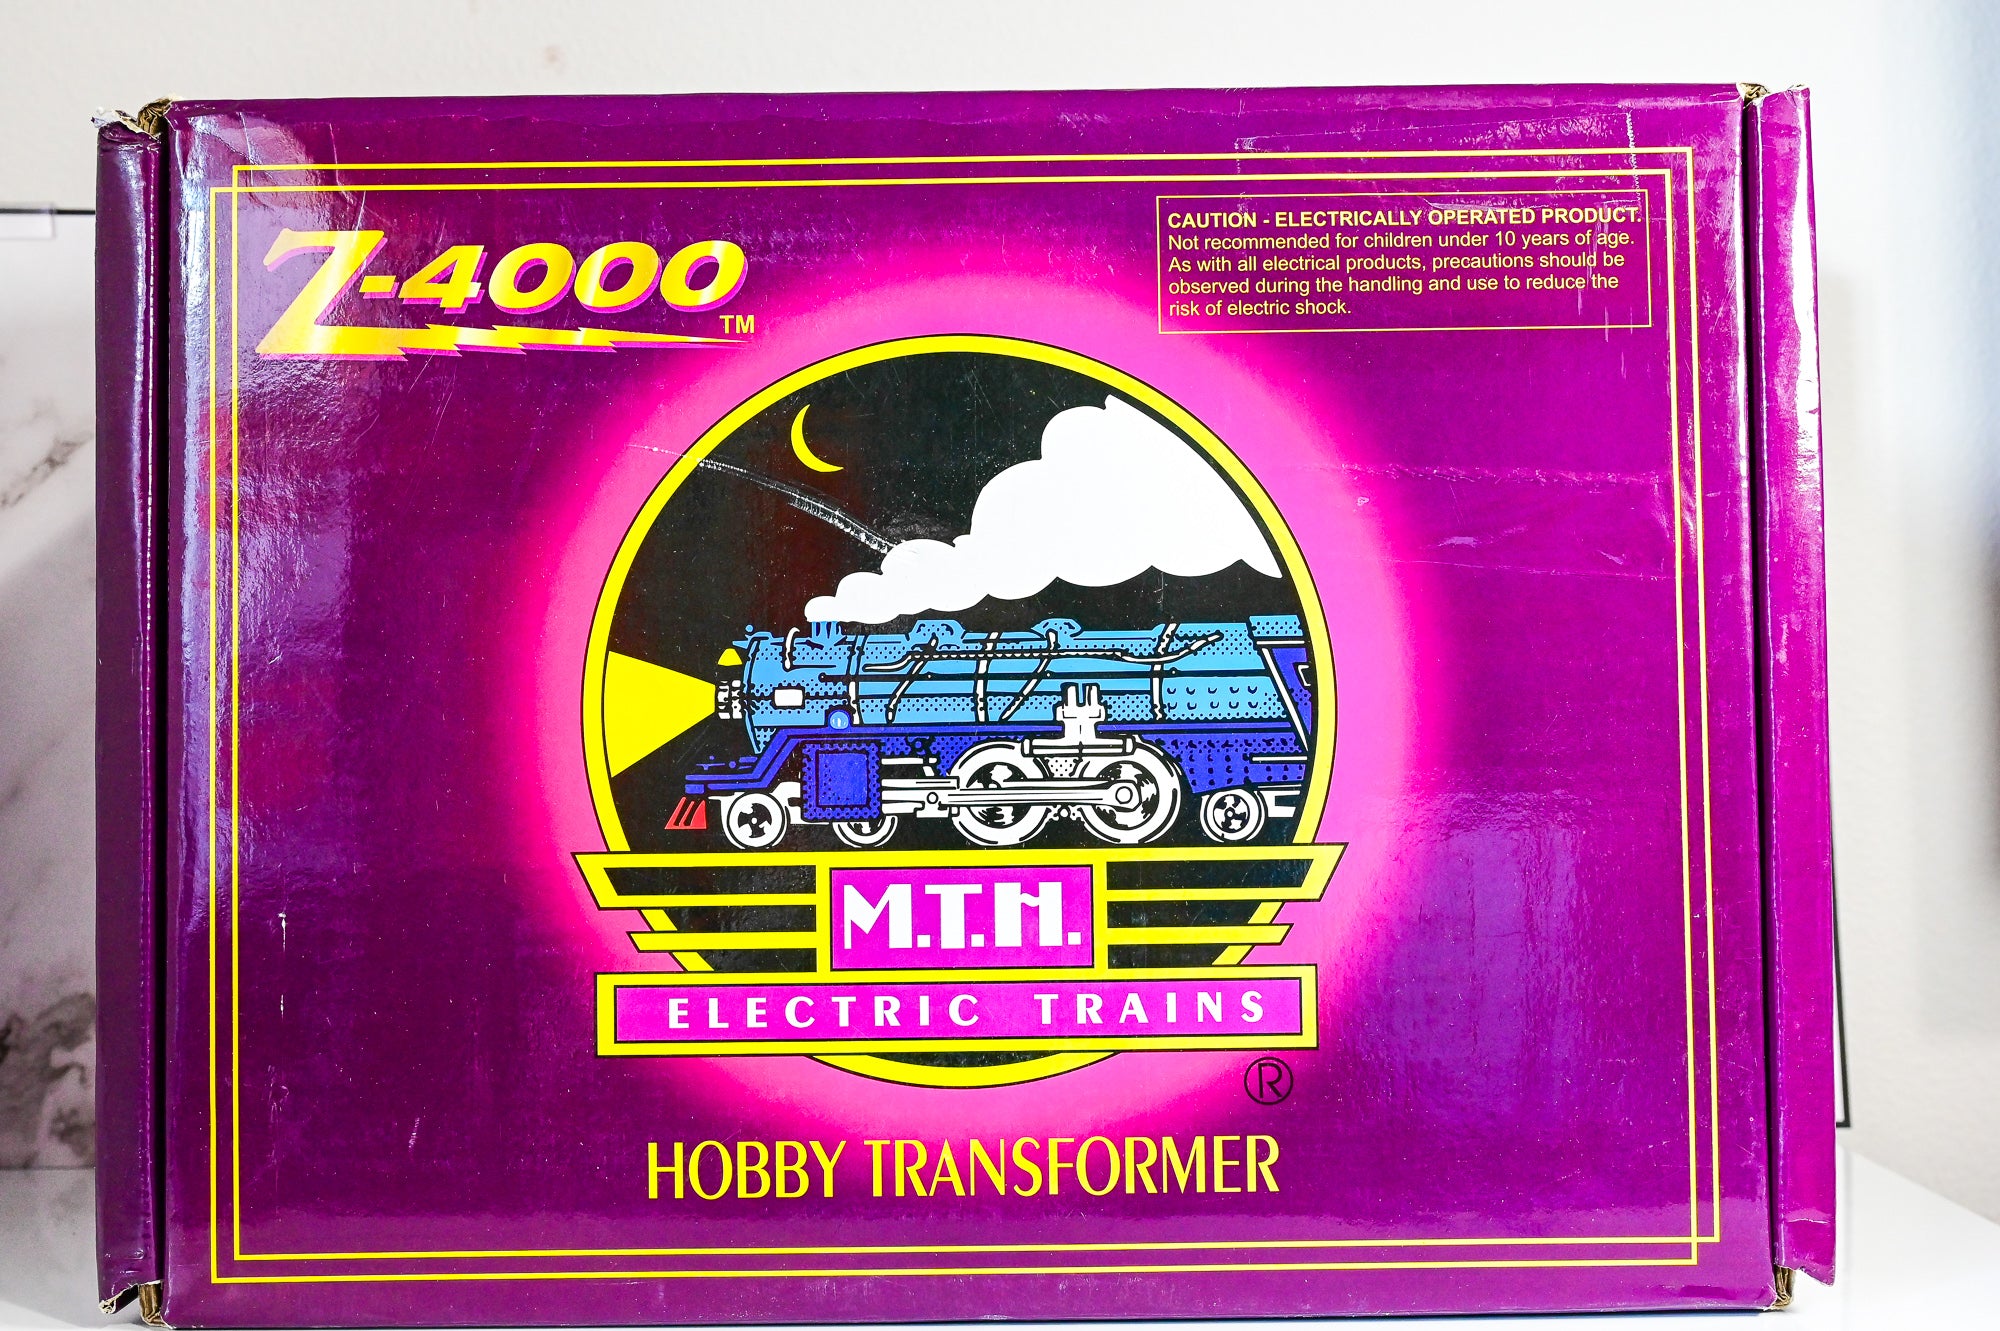 Z-4000 TM
CAUTION - ELECTRICALLY OPERATED PRODUCT.
Not recommended for children under 10 years of age.
As with all electrical products, precautions should be
observed during the handling and use to reduce the
risk of electric shock.
M.T.H.
ELECTRIC TRAINS
®
HOBBY TRANSFORMER